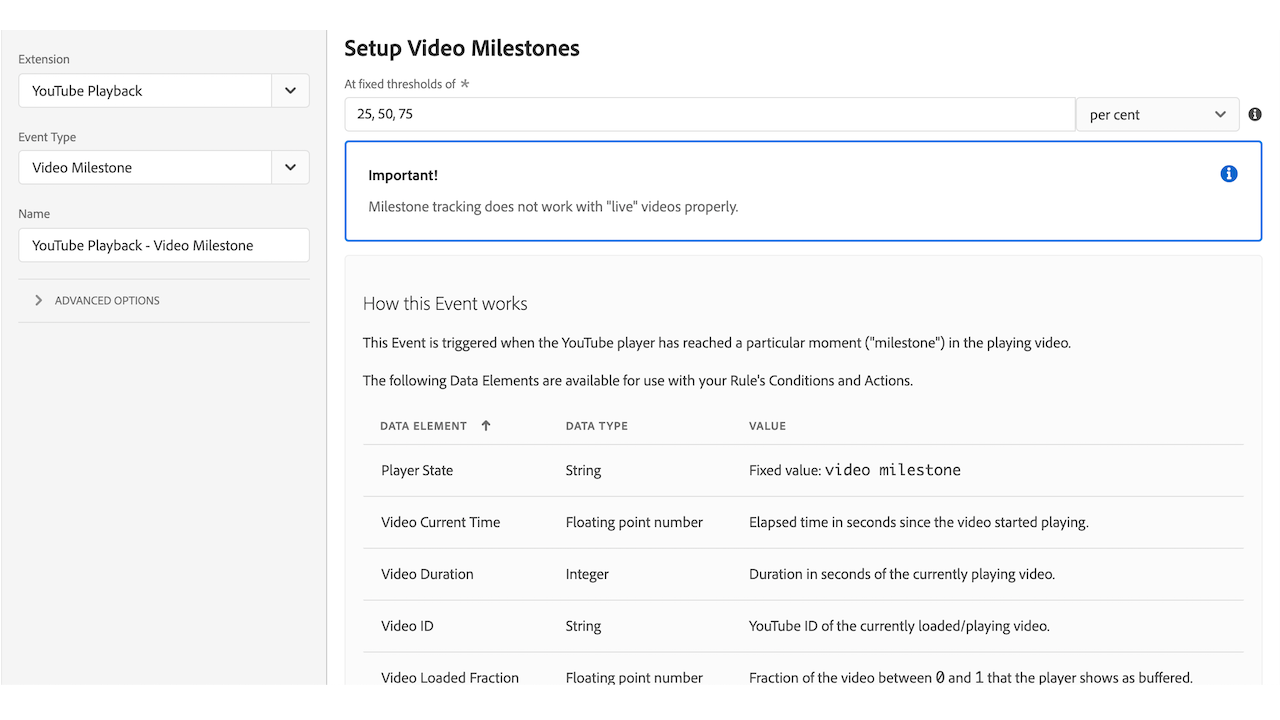 Extension
YouTube Playback
Event Type
Video Milestone
Name
YouTube Playback - Video Milestone
ADVANCED OPTIONS
Setup Video Milestones
At fixed thresholds of *
25, 50, 75
per cent
Important!
Milestone tracking does not work with "live" videos properly.
How this Event works
This Event is triggered when the YouTube player has reached a particular moment ("milestone") in the playing video.
The following Data Elements are available for use with your Rule's Conditions and Actions.
DATA ELEMENT ↑ DATA TYPE VALUE
Player State String Fixed value: video milestone
Video Current Time Floating point number Elapsed time in seconds since the video started playing.
Video Duration Integer Duration in seconds of the currently playing video.
Video ID String YouTube ID of the currently loaded/playing video.
Video Loaded Fraction Floating point number Fraction of the video between 0 and 1 that the player shows as buffered.